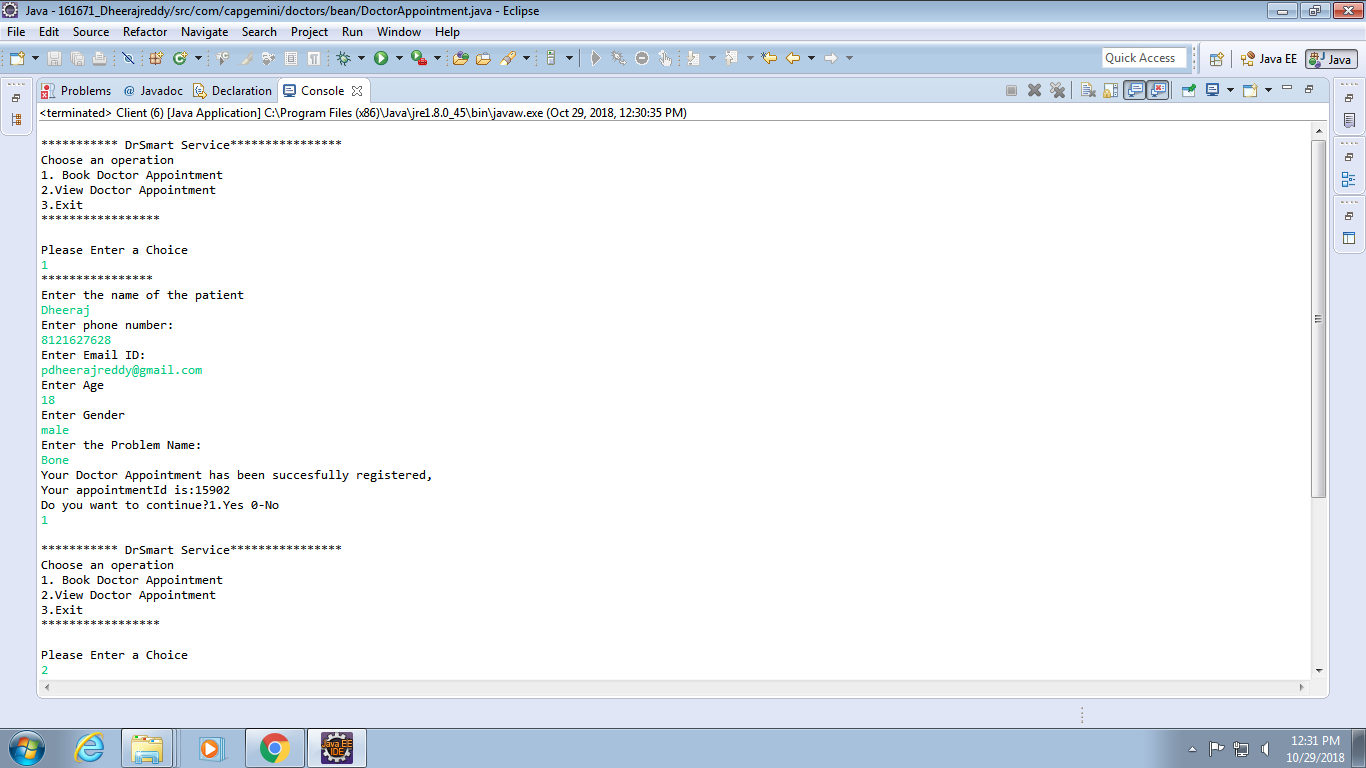 Java - 161671_Dheerajreddy/src/com/capgemini/doctors/bean/DoctorAppointment.java - Eclipse
File Edit Source Refactor Navigate Search Project Run Window Help
Quick Access Java EE Java
Problems @ Javadoc Declaration Console
<terminated> Client (6) [Java Application] C:\Program Files (x86)\Java\jre1.8.0_45\bin\javaw.exe (Oct 29, 2018, 12:30:35 PM)
*********** DrSmart Service****************
Choose an operation
1. Book Doctor Appointment
2.View Doctor Appointment
3.Exit
*****************
Please Enter a Choice
1
****************
Enter the name of the patient
Dheeraj
Enter phone number:
8121627628
Enter Email ID:
pdheerajreddy@gmail.com
Enter Age
18
Enter Gender
male
Enter the Problem Name:
Bone
Your Doctor Appointment has been succesfully registered,
Your appointmentId is:15902
Do you want to continue?1.Yes 0-No
1
*********** DrSmart Service****************
Choose an operation
1. Book Doctor Appointment
2.View Doctor Appointment
3.Exit
*****************
Please Enter a Choice
2
Java EE
IDE
12:31 PM
10/29/2018